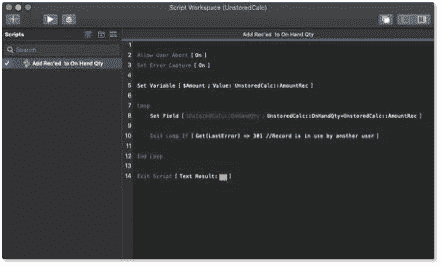 Script Workspace (UnstoredCalc)
Scripts
Add Rec'ed to On Hand Qty
Search
✓ Add Rec'ed to On Hand Qty
1
2 Allow User Abort [ On ]
3 Set Error Capture [ On ]
4
5 Set Variable [ $Amount ; Value: UnstoredCalc::AmountRec ]
6
7 Loop
8 Set Field [ UnstoredCalc::OnHandQty ; UnstoredCalc::OnHandQty+UnstoredCalc::AmountRec ]
9
10 Exit Loop If [ Get(LastError) <> 301 //Record is in use by another user ]
11
12 End Loop
13
14 Exit Script [ Text Result: ]